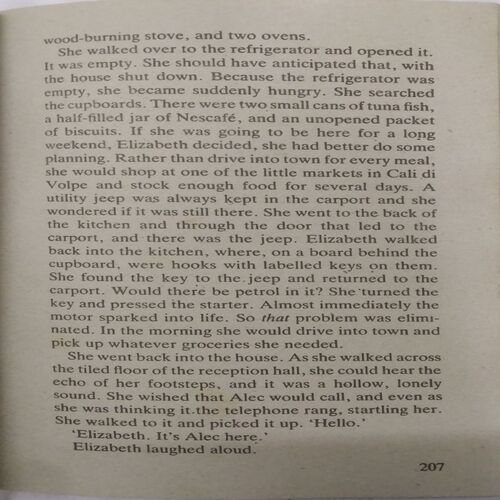 wood-burning stove, and two ovens.
She walked over to the refrigerator and opened it.
It was empty. She should have anticipated that, with
the house shut down. Because the refrigerator was
empty, she became suddenly hungry. She searched
the cupboards. There were two small cans of tuna fish,
a half-filled jar of Nescafé, and an unopened packet
of biscuits. If she was going to be here for a long
weekend, Elizabeth decided, she had better do some
planning. Rather than drive into town for every meal,
she would shop at one of the little markets in Cali di
Volpe and stock enough food for several days. A
utility jeep was always kept in the carport and she
wondered if it was still there. She went to the back of
the kitchen and through the door that led to the
carport, and there was the jeep. Elizabeth walked
back into the kitchen, where, on a board behind the
cupboard, were hooks with labelled keys on them.
She found the key to the jeep and returned to the
carport. Would there be petrol in it? She turned the
key and pressed the starter. Almost immediately the
motor sparked into life. So that problem was elimi-
nated. In the morning she would drive into town and
pick up whatever groceries she needed.
She went back into the house. As she walked across
the tiled floor of the reception hall, she could hear the
echo of her footsteps, and it was a hollow, lonely
sound. She wished that Alec would call, and even as
she was thinking it the telephone rang, startling her.
She walked to it and picked it up. 'Hello.'
'Elizabeth. It's Alec here.'
Elizabeth laughed aloud.
207